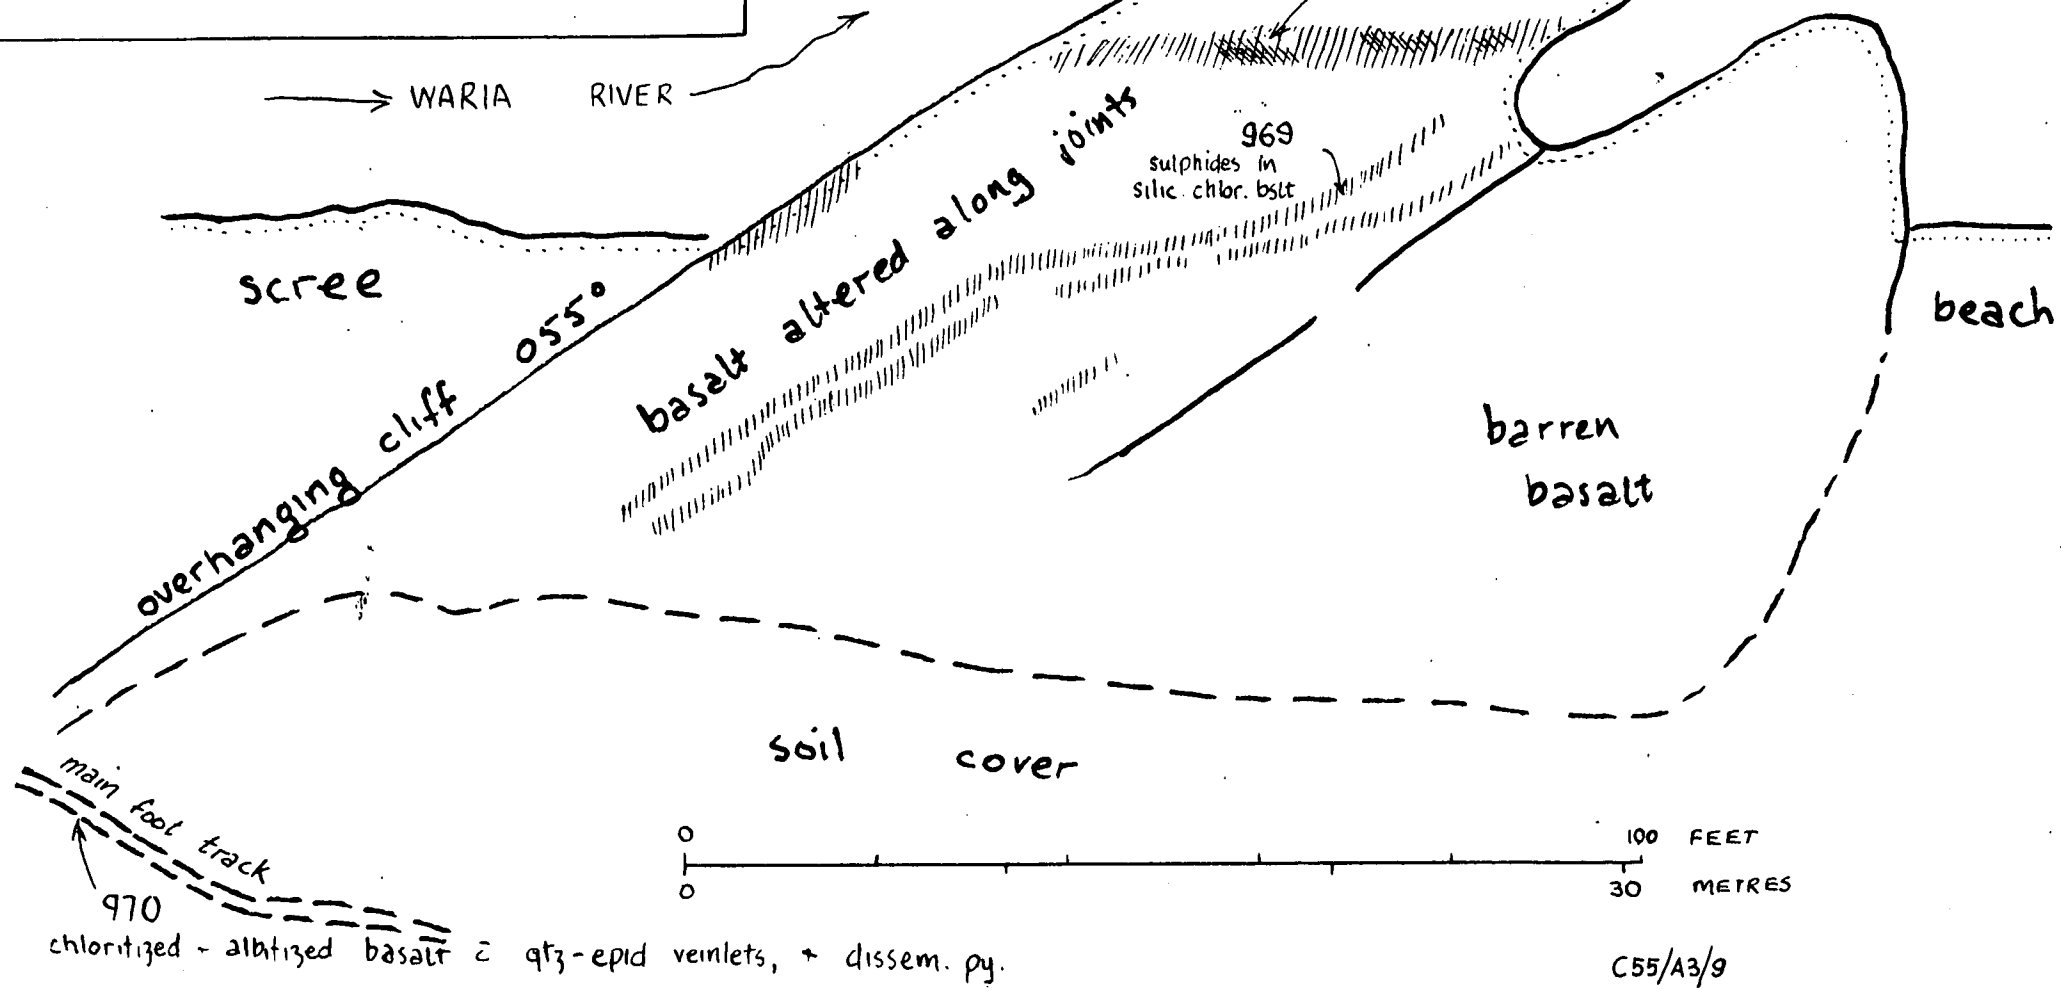 WARIA RIVER
969
sulphides in
silic. chlor. bslt
basalt altered along joints
scree
overhanging cliff 055°
beach
barren
basalt
soil cover
main foot track
0 100 FEET
0 30 METRES
970
chloritized - albitized basalt c̄ qtz-epid veinlets, + dissem. py.
C55/A3/9